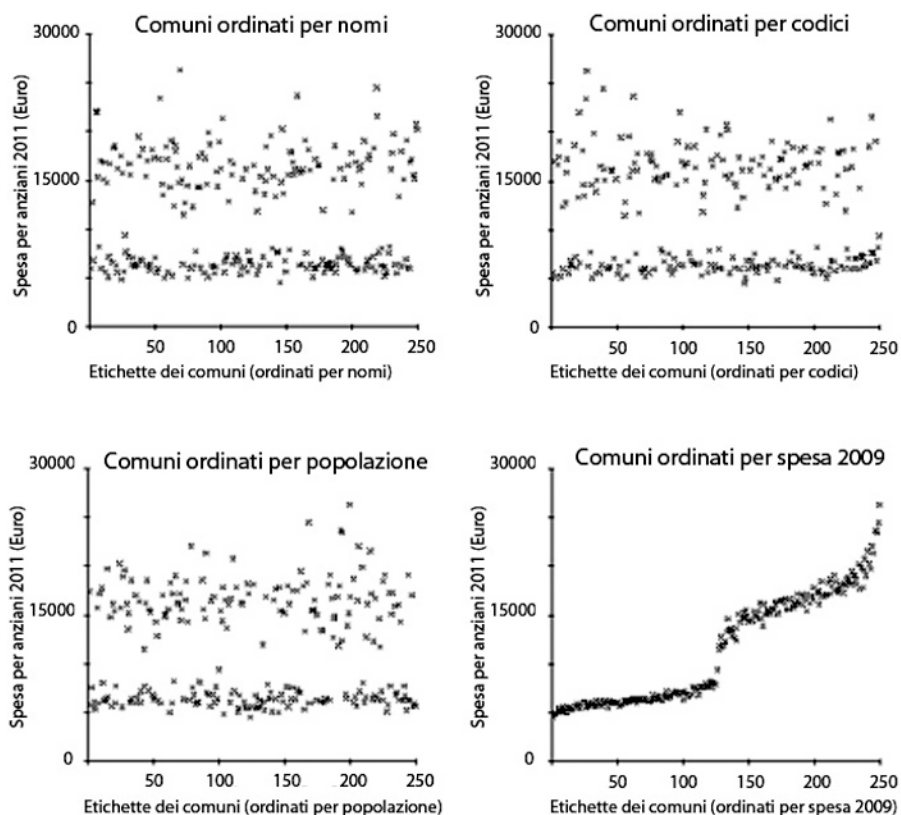 Comuni ordinati per nomi
30000
15000
0
Spesa per anziani 2011 (Euro)
50 100 150 200 250
Etichette dei comuni (ordinati per nomi)
Comuni ordinati per codici
30000
15000
0
Spesa per anziani 2011 (Euro)
50 100 150 200 250
Etichette dei comuni (ordinati per codici)
Comuni ordinati per popolazione
30000
15000
0
Spesa per anziani 2011 (Euro)
50 100 150 200 250
Etichette dei comuni (ordinati per popolazione)
Comuni ordinati per spesa 2009
30000
15000
0
Spesa per anziani 2011 (Euro)
50 100 150 200 250
Etichette dei comuni (ordinati per spesa 2009)